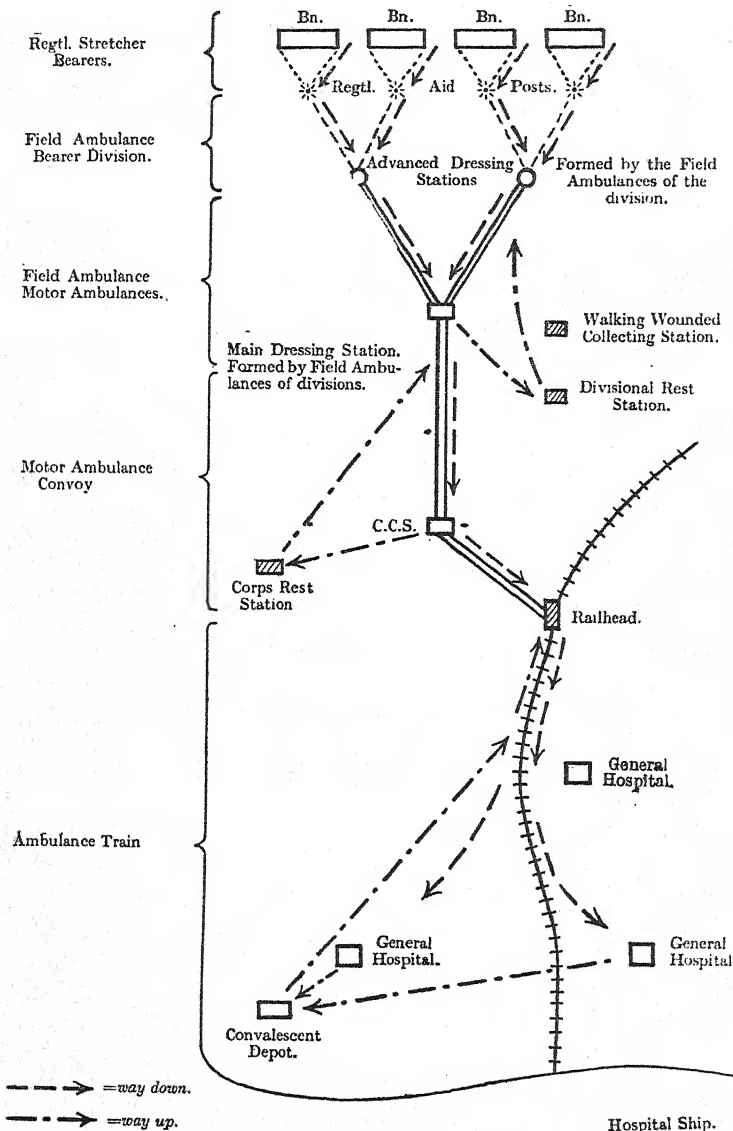 Bn. Bn. Bn. Bn.
Regtl. Stretcher
Bearers.
Regtl. Aid Posts.
Field Ambulance
Bearer Division.
Advanced Dressing
Stations
Formed by the Field
Ambulances of the
division.
Field Ambulance
Motor Ambulances.
Walking Wounded
Collecting Station.
Main Dressing Station.
Formed by Field Ambu-
lances of divisions.
Divisional Rest
Station.
Motor Ambulance
Convoy
C.C.S.
Corps Rest
Station
Railhead.
General
Hospital.
Ambulance Train
General
Hospital.
General
Hospital
Convalescent
Depot.
=way down.
=way up.
Hospital Ship.